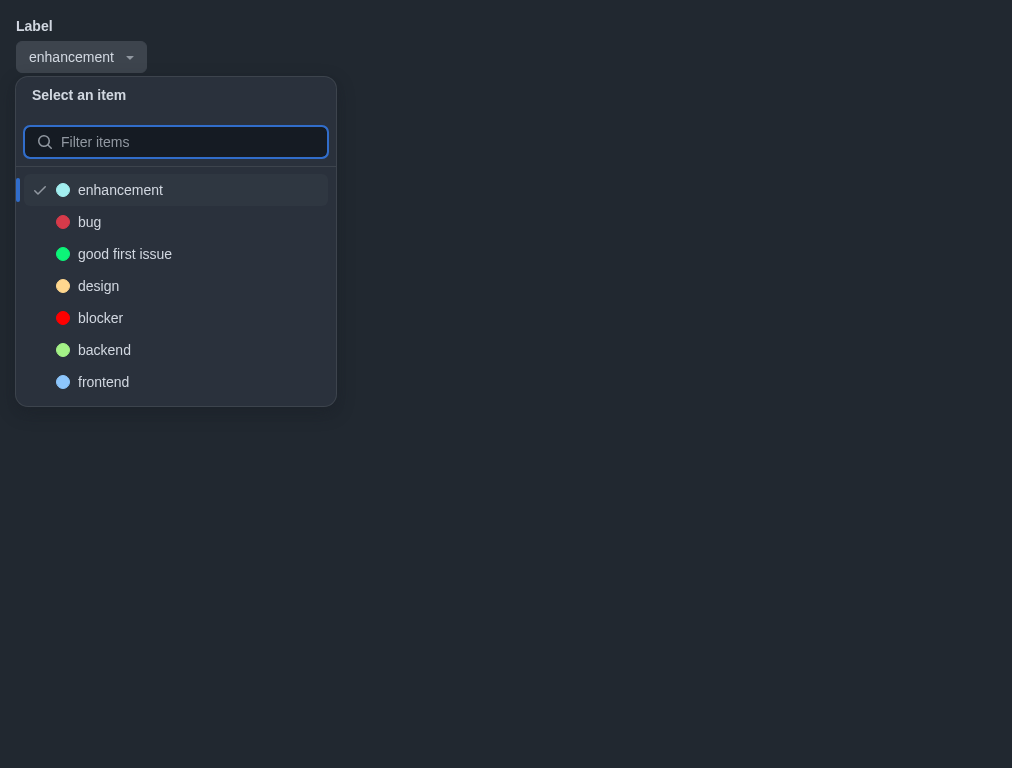 Label
enhancement
Select an item
Filter items
enhancement
bug
good first issue
design
blocker
backend
frontend